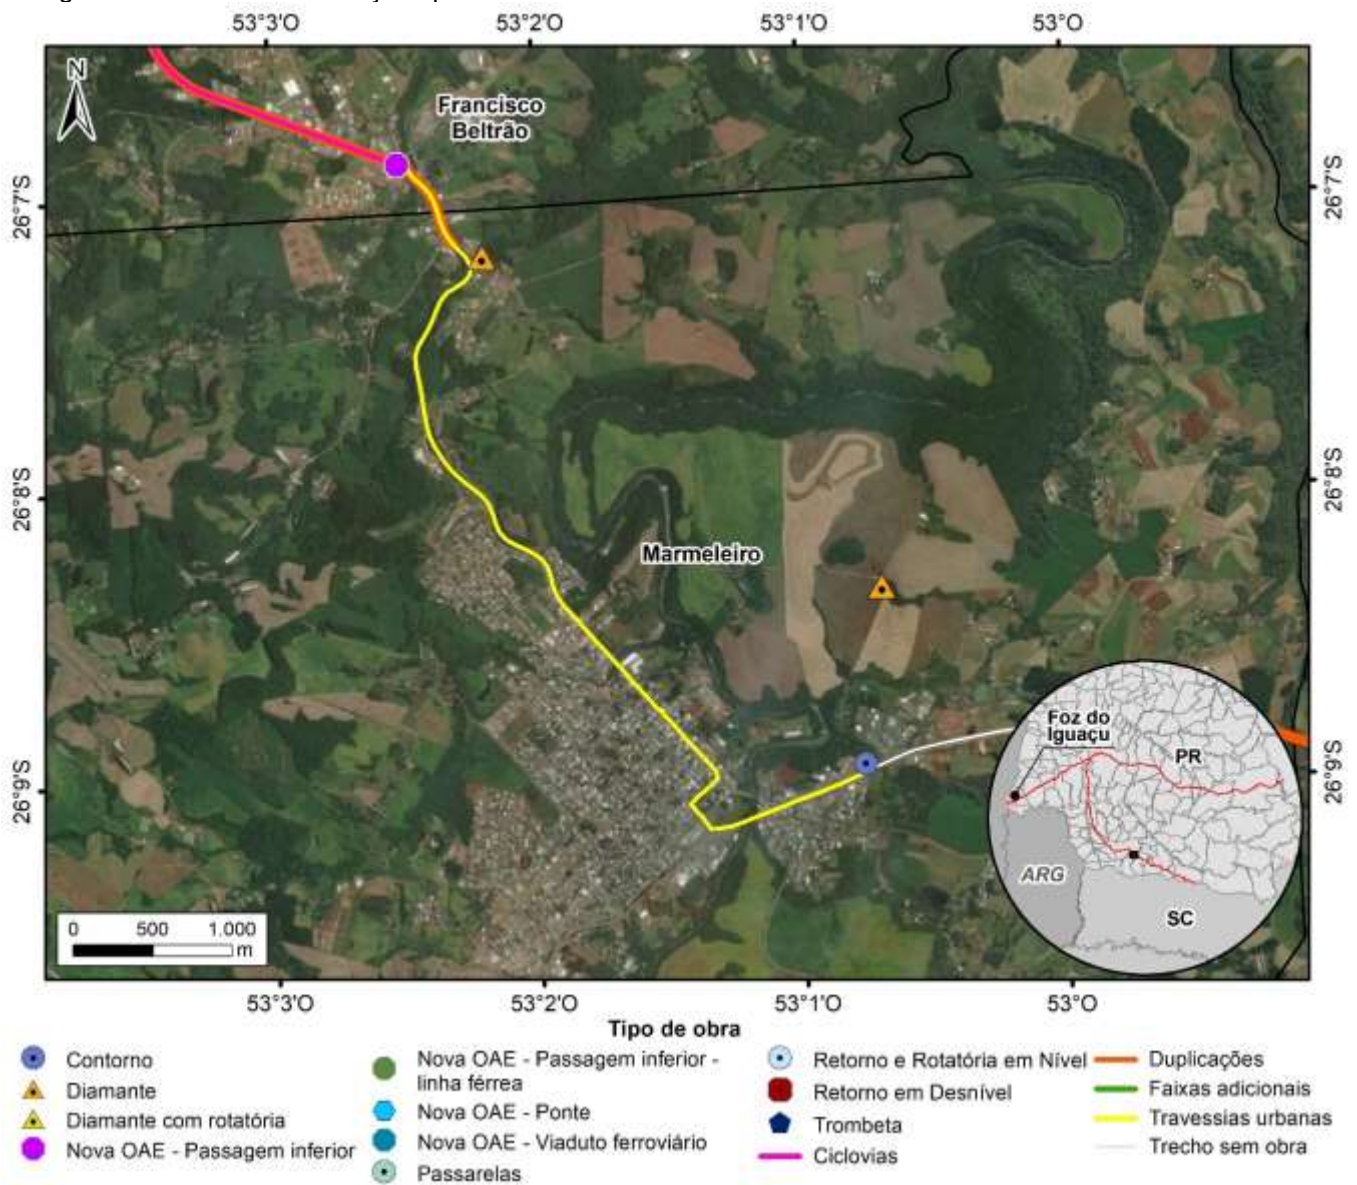 53°3'O 53°2'O 53°1'O 53°0'O
N
Francisco
Beltrão
26°7'S 26°7'S
26°8'S 26°8'S
Marmeleiro
Foz do
Iguaçu
PR
26°9'S 26°9'S
ARG
SC
0 500 1.000
m
53°3'O 53°2'O 53°1'O 53°0'O
Tipo de obra
Contorno
Diamante
Diamante com rotatória
Nova OAE - Passagem inferior
Nova OAE - Passagem inferior -
linha férrea
Nova OAE - Ponte
Nova OAE - Viaduto ferroviário
Passarelas
Retorno e Rotatória em Nível
Retorno em Desnível
Trombeta
Ciclovias
Duplicações
Faixas adicionais
Travessias urbanas
Trecho sem obra